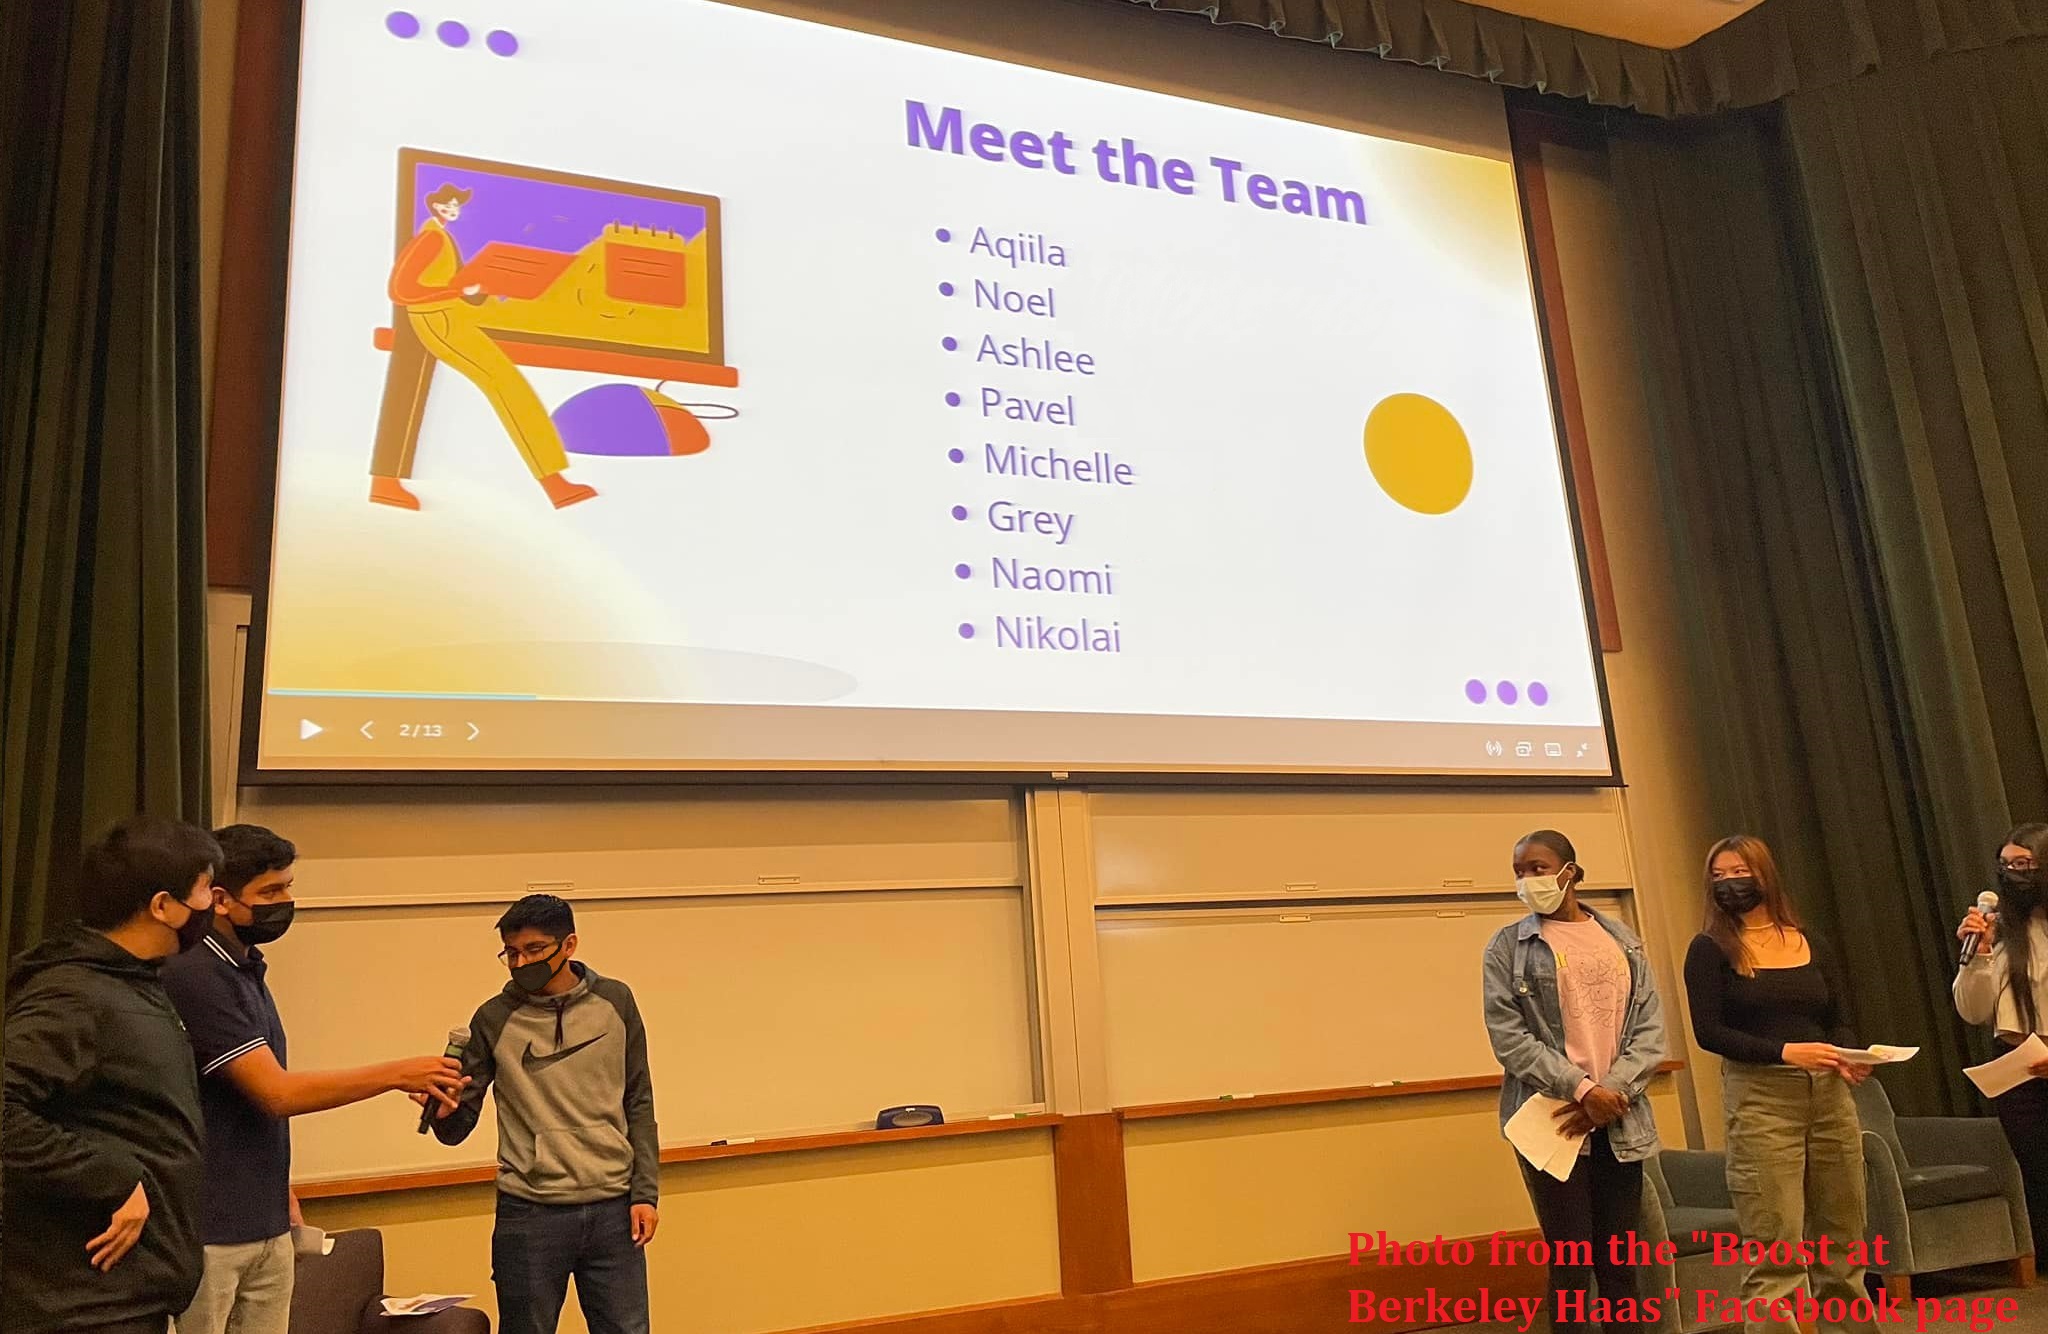 Meet the Team
• Aqiila
• Noel
• Ashlee
• Pavel
• Michelle
• Grey
• Naomi
• Nikolai
2/13
Photo from the "Boost at
Berkeley Haas" Facebook page